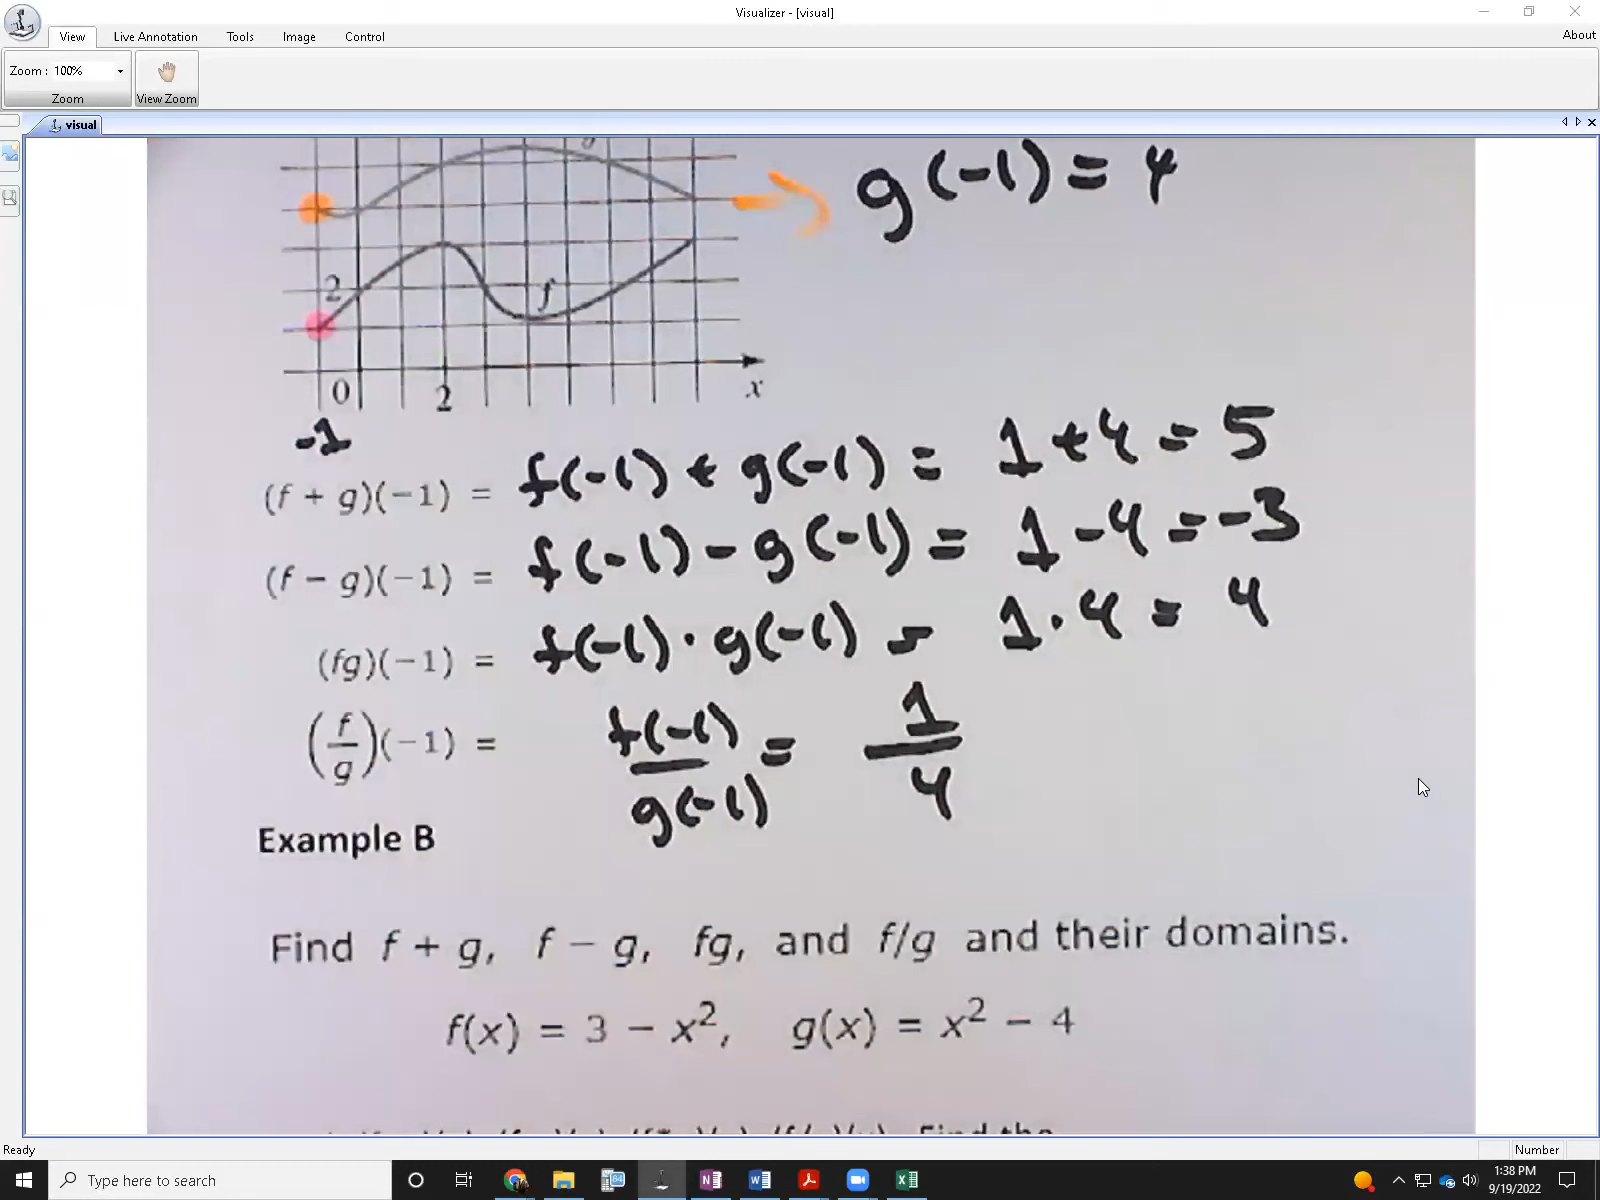 Visualizer - [visual]
View Live Annotation Tools Image Control About
Zoom : 100%
Zoom View Zoom
visual
g(-1) = 4
2
f
0 2 x
-1
(f + g)(−1) = f(-1) + g(-1) = 1 + 4 = 5
(f − g)(−1) = f(-1) - g(-1) = 1 - 4 = -3
(fg)(−1) = f(-1) · g(-1) = 1 · 4 = 4
(f/g)(−1) = f(-1)/g(-1) = 1/4
Example B
Find f + g, f − g, fg, and f/g and their domains.
f(x) = 3 − x², g(x) = x² − 4
Find the
Ready Number
Type here to search
1:38 PM
9/19/2022